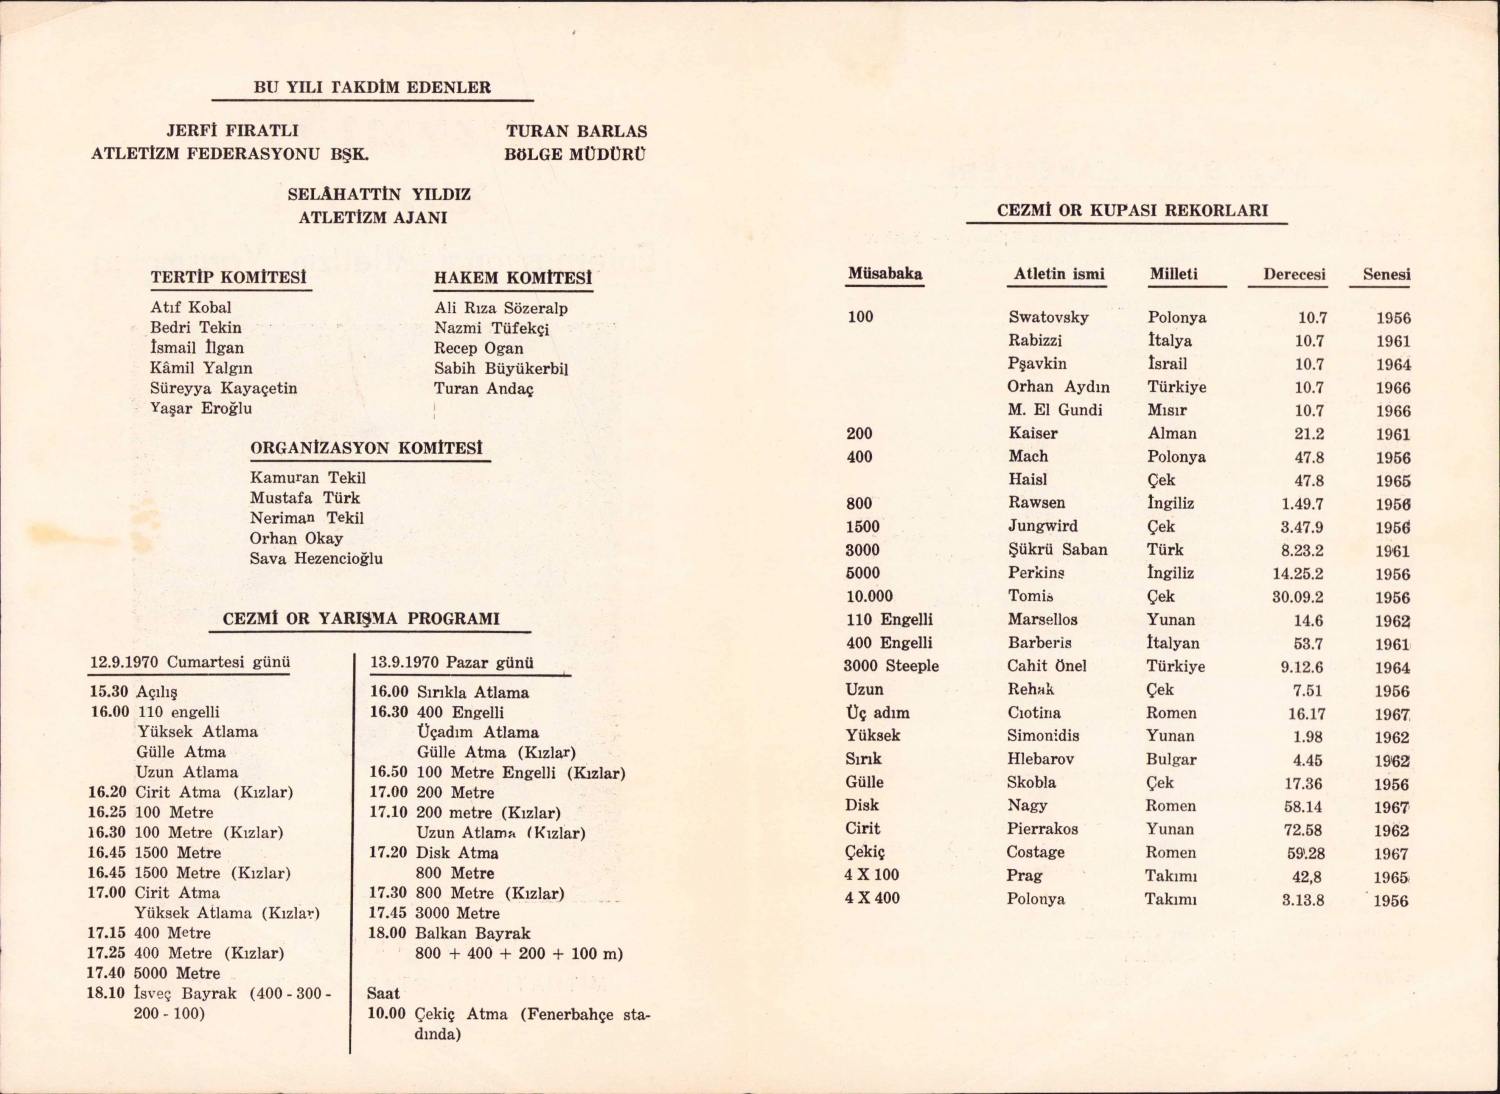 BU YILI TAKDİM EDENLER
JERFİ FIRATLI
ATLETİZM FEDERASYONU BŞK.
TURAN BARLAS
BÖLGE MÜDÜRÜ
SELÂHATTİN YILDIZ
ATLETİZM AJANI
TERTİP KOMİTESİ
Atıf Kobal
Bedri Tekin
İsmail İlgan
Kâmil Yalgın
Süreyya Kayaçetin
Yaşar Eroğlu
HAKEM KOMİTESİ
Ali Rıza Sözeralp
Nazmi Tüfekçi
Recep Ogan
Sabih Büyükerbil
Turan Andaç
ORGANİZASYON KOMİTESİ
Kamuran Tekil
Mustafa Türk
Neriman Tekil
Orhan Okay
Sava Hezencioğlu
CEZMİ OR YARIŞMA PROGRAMI
12.9.1970 Cumartesi günü
15.30 Açılış
16.00 110 engelli
Yüksek Atlama
Gülle Atma
Uzun Atlama
16.20 Cirit Atma (Kızlar)
16.25 100 Metre
16.30 100 Metre (Kızlar)
16.45 1500 Metre
16.45 1500 Metre (Kızlar)
17.00 Cirit Atma
Yüksek Atlama (Kızlar)
17.15 400 Metre
17.25 400 Metre (Kızlar)
17.40 5000 Metre
18.10 İsveç Bayrak (400 - 300 -
200 - 100)
13.9.1970 Pazar günü
16.00 Sırıkla Atlama
16.30 400 Engelli
Üçadım Atlama
Gülle Atma (Kızlar)
16.50 100 Metre Engelli (Kızlar)
17.00 200 Metre
17.10 200 metre (Kızlar)
Uzun Atlama (Kızlar)
17.20 Disk Atma
800 Metre
17.30 800 Metre (Kızlar)
17.45 3000 Metre
18.00 Balkan Bayrak
800 + 400 + 200 + 100 m)
Saat
10.00 Çekiç Atma (Fenerbahçe sta-
dında)
CEZMİ OR KUPASI REKORLARI
Müsabaka Atletin ismi Milleti Derecesi Senesi
100 Swatovsky Polonya 10.7 1956
Rabizzi İtalya 10.7 1961
Pşavkin İsrail 10.7 1964
Orhan Aydın Türkiye 10.7 1966
M. El Gundi Mısır 10.7 1966
200 Kaiser Alman 21.2 1961
400 Mach Polonya 47.8 1956
Haisl Çek 47.8 1965
800 Rawsen İngiliz 1.49.7 1956
1500 Jungwird Çek 3.47.9 1956
3000 Şükrü Saban Türk 8.23.2 1961
5000 Perkins İngiliz 14.25.2 1956
10.000 Tomis Çek 30.09.2 1956
110 Engelli Marsellos Yunan 14.6 1962
400 Engelli Barberis İtalyan 53.7 1961
3000 Steeple Cahit Önel Türkiye 9.12.6 1964
Uzun Rehak Çek 7.51 1956
Üç adım Cıotina Romen 16.17 1967
Yüksek Simonidis Yunan 1.98 1962
Sırık Hlebarov Bulgar 4.45 1962
Gülle Skobla Çek 17.36 1956
Disk Nagy Romen 58.14 1967
Cirit Pierrakos Yunan 72.58 1962
Çekiç Costage Romen 59.28 1967
4 X 100 Prag Takımı 42,8 1965
4 X 400 Polonya Takımı 3.13.8 1956